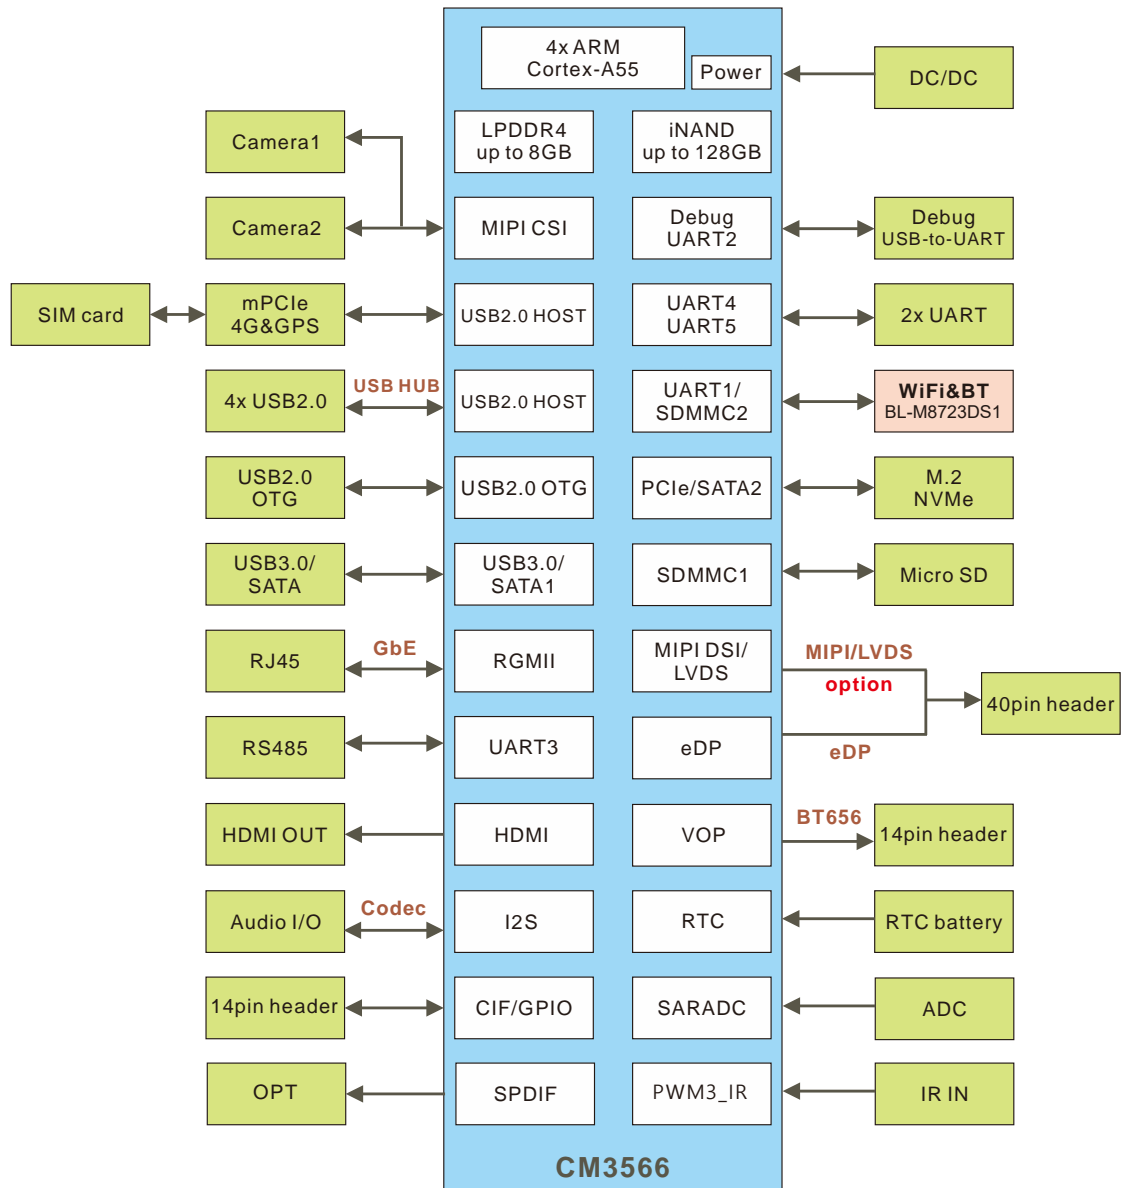 4x ARM
Cortex-A55
Power
DC/DC
Camera1
LPDDR4
up to 8GB
iNAND
up to 128GB
Camera2
MIPI CSI
Debug
UART2
Debug
USB-to-UART
SIM card
mPCIe
4G&GPS
USB2.0 HOST
UART4
UART5
2x UART
4x USB2.0
USB HUB
USB2.0 HOST
UART1/
SDMMC2
WiFi&BT
BL-M8723DS1
USB2.0
OTG
USB2.0 OTG
PCIe/SATA2
M.2
NVMe
USB3.0/
SATA
USB3.0/
SATA1
SDMMC1
Micro SD
RJ45
GbE
RGMII
MIPI DSI/
LVDS
MIPI/LVDS
option
40pin header
RS485
UART3
eDP
eDP
HDMI OUT
HDMI
VOP
BT656
14pin header
Audio I/O
Codec
I2S
RTC
RTC battery
14pin header
CIF/GPIO
SARADC
ADC
OPT
SPDIF
PWM3_IR
IR IN
CM3566